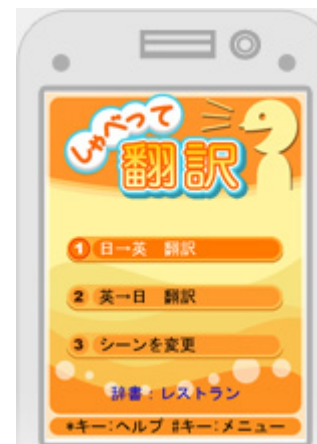 しゃべって
翻訳
1 日→英 翻訳
2 英→日 翻訳
3 シーンを変更
辞書:レストラン
*キー:ヘルプ #キー:メニュー